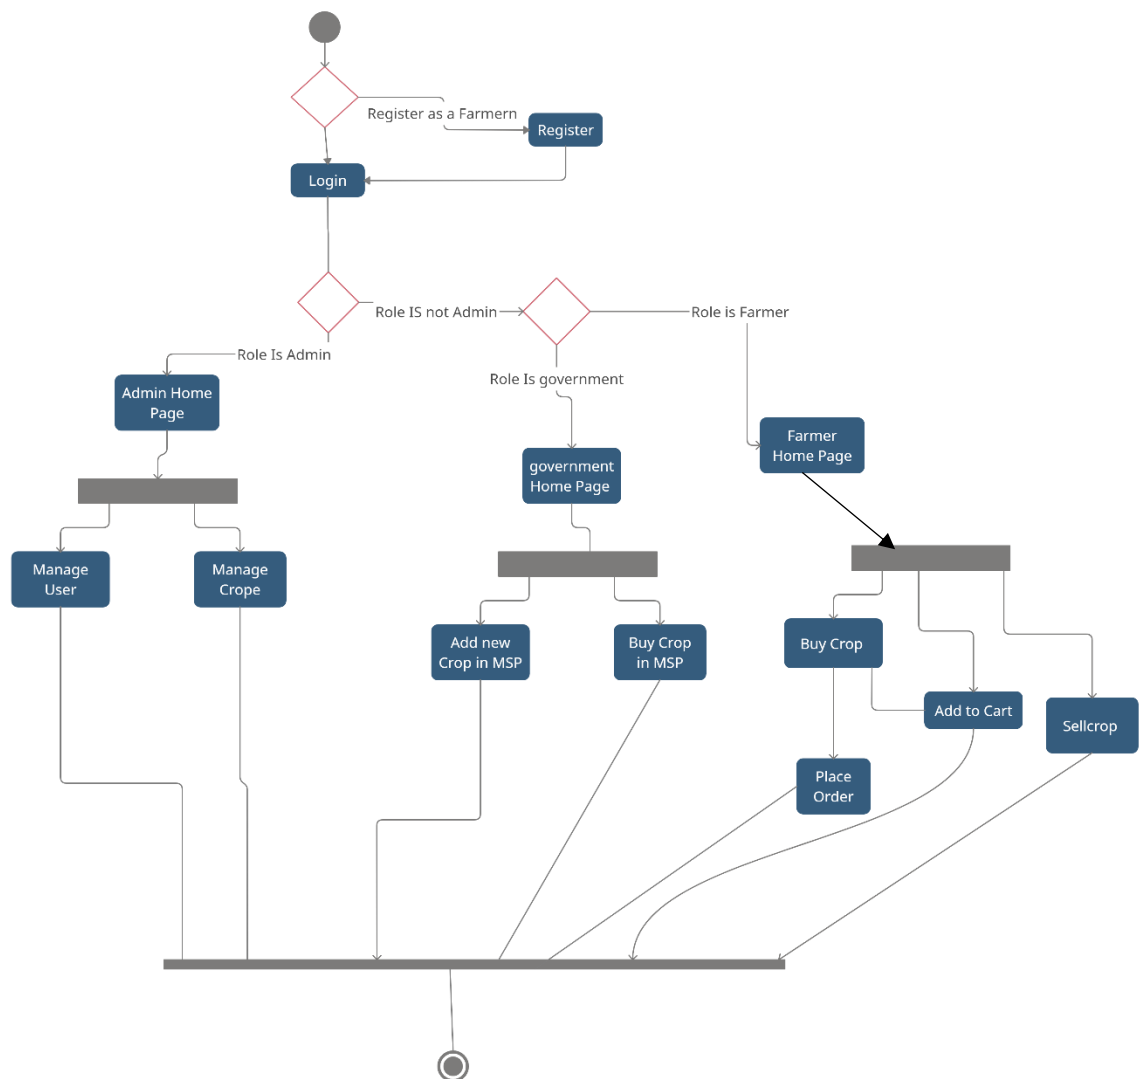 Register as a Farmern
Register
Login
Role IS not Admin
Role is Farmer
Role Is Admin
Role Is government
Admin Home
Page
Farmer
Home Page
government
Home Page
Manage
User
Manage
Crope
Add new
Crop in MSP
Buy Crop
in MSP
Buy Crop
Add to Cart
Sellcrop
Place
Order